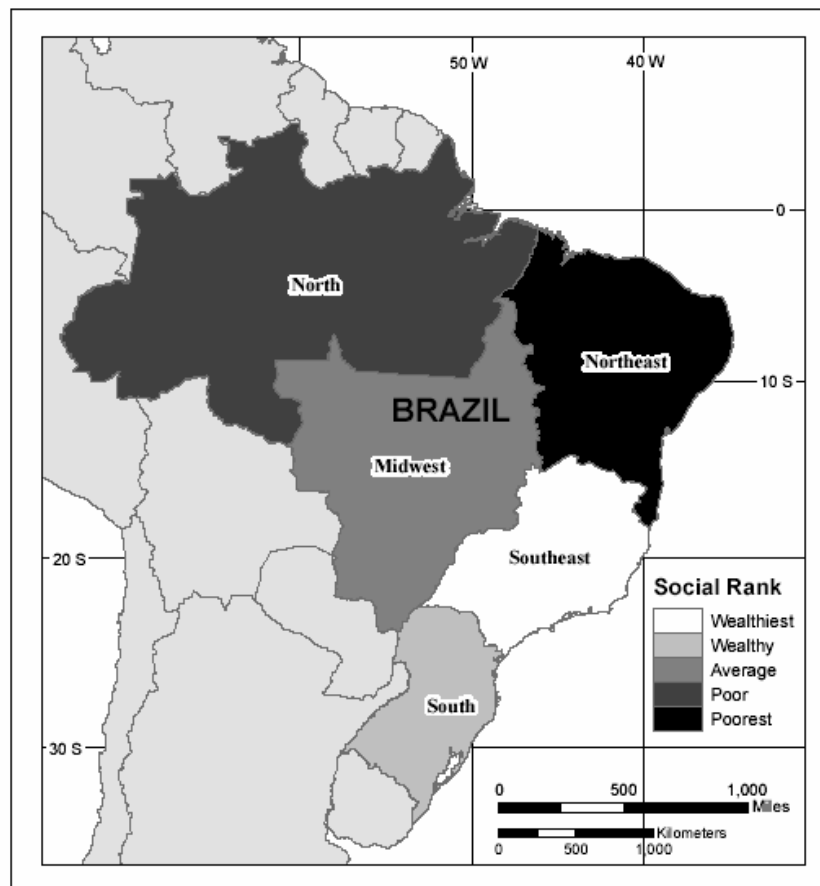 50 W
40 W
0
North
Northeast
10 S
BRAZIL
Midwest
20 S
Southeast
Social Rank
Wealthiest
Wealthy
Average
Poor
Poorest
South
30 S
0 500 1,000
Miles
Kilometers
0 500 1,000